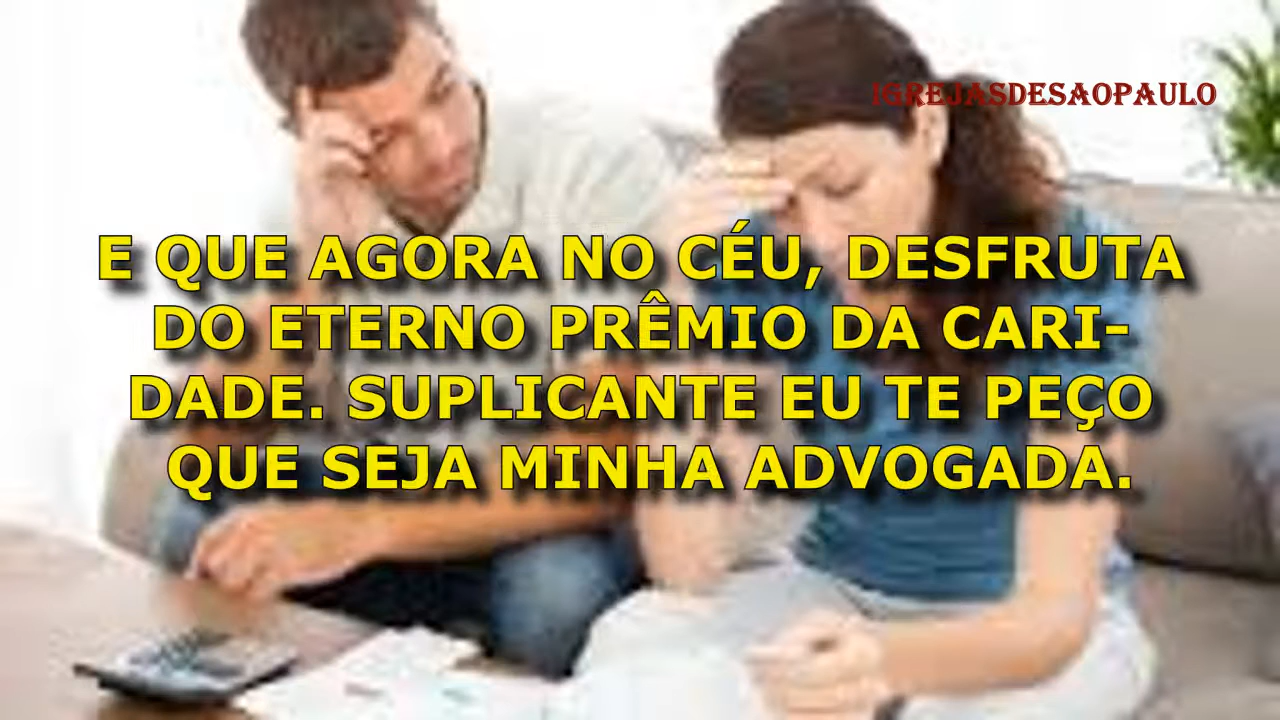 IGREJASDESAOPAULO
E QUE AGORA NO CÉU, DESFRUTA
DO ETERNO PRÊMIO DA CARI-
DADE. SUPLICANTE EU TE PEÇO
QUE SEJA MINHA ADVOGADA.